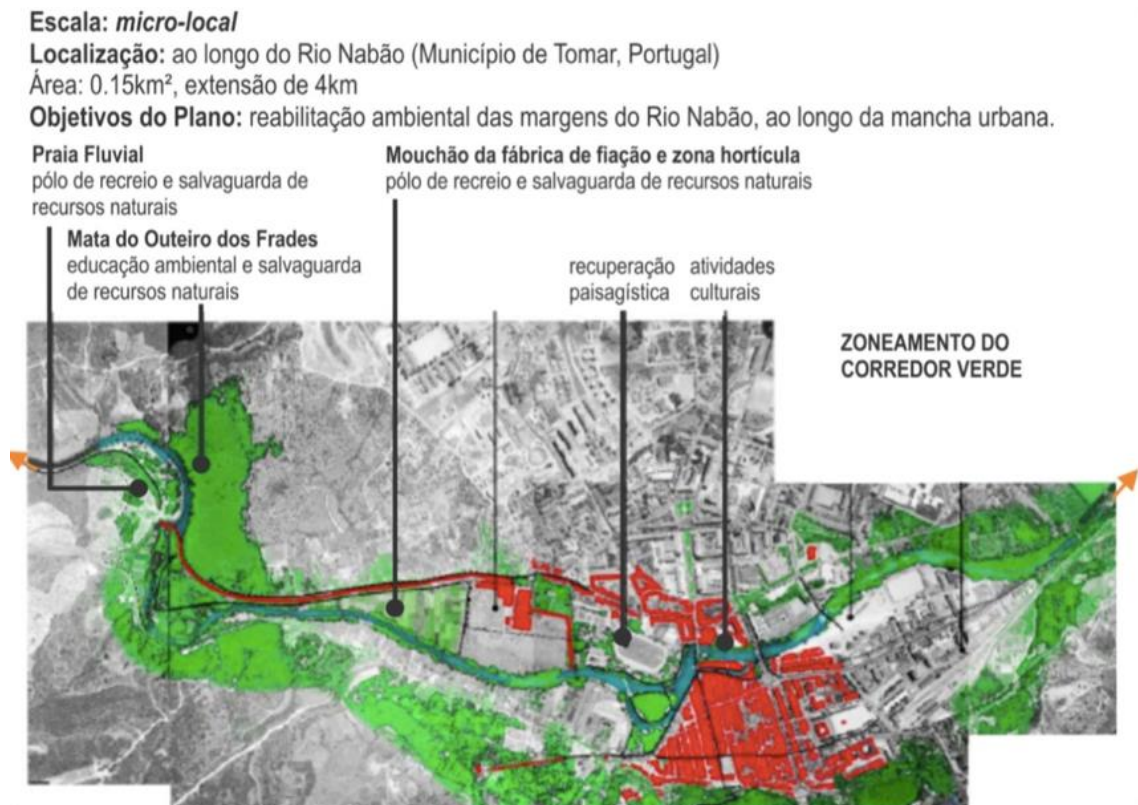 Escala: micro-local
Localização: ao longo do Rio Nabão (Município de Tomar, Portugal)
Área: 0.15km², extensão de 4km
Objetivos do Plano: reabilitação ambiental das margens do Rio Nabão, ao longo da mancha urbana.
Praia Fluvial
pólo de recreio e salvaguarda de
recursos naturais
Mata do Outeiro dos Frades
educação ambiental e salvaguarda
de recursos naturais
Mouchão da fábrica de fiação e zona hortícula
pólo de recreio e salvaguarda de recursos naturais
recuperação
paisagística
atividades
culturais
ZONEAMENTO DO
CORREDOR VERDE